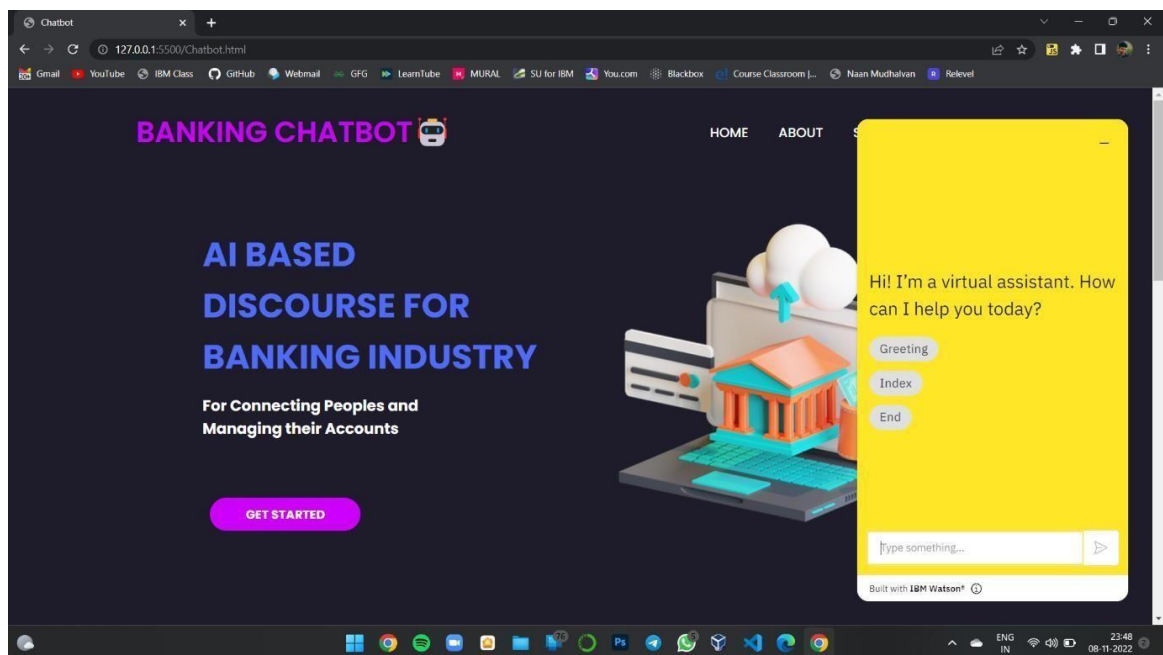 Chatbot
127.0.0.1:5500/Chatbot.html
Gmail YouTube IBM Class GitHub Webmail GFG LearnTube MURAL SU for IBM You.com Blackbox Course Classroom |... Naan Mudhalvan Relevel
BANKING CHATBOT
HOME ABOUT S
AI BASED
DISCOURSE FOR
BANKING INDUSTRY
For Connecting Peoples and
Managing their Accounts
GET STARTED
Hi! I'm a virtual assistant. How
can I help you today?
Greeting
Index
End
Type something...
Built with IBM Watson®
ENG
IN
23:48
08-11-2022